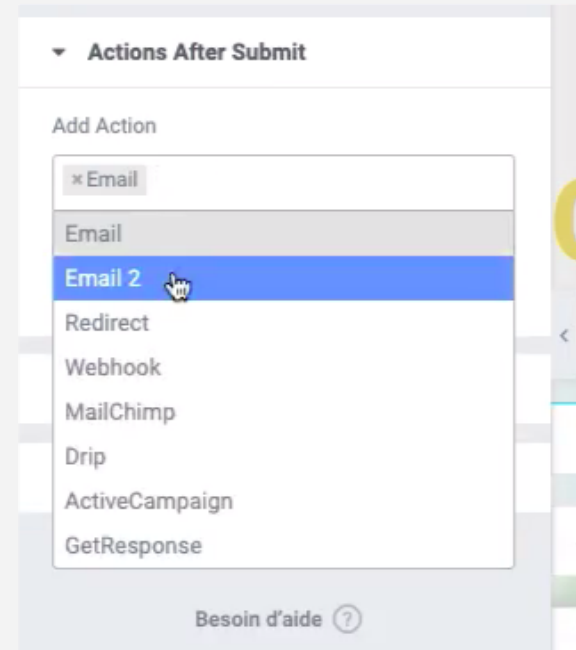 Actions After Submit
Add Action
× Email
Email
Email 2
Redirect
Webhook
MailChimp
Drip
ActiveCampaign
GetResponse
Besoin d'aide ?